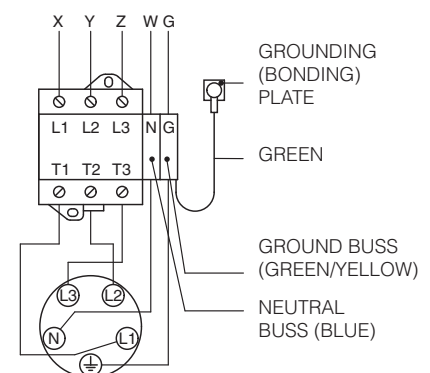 X Y Z W G
GROUNDING
(BONDING)
PLATE
L1 L2 L3 N G
T1 T2 T3
GREEN
GROUND BUSS
(GREEN/YELLOW)
NEUTRAL
BUSS (BLUE)
L3 L2
N L1